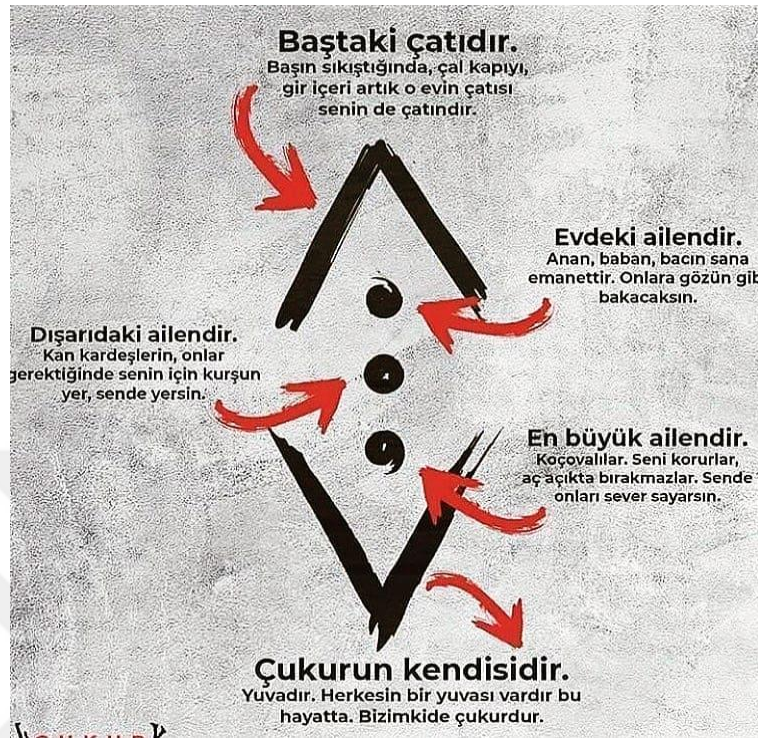 Baştaki çatıdır.
Başın sıkıştığında, çal kapıyı,
gir içeri artık o evin çatısı
senin de çatındır.
Evdeki ailendir.
Anan, baban, bacın sana
emanettir. Onlara gözün gib
bakacaksın.
Dışarıdaki ailendir.
Kan kardeşlerin, onlar
gerektiğinde senin için kurşun
yer, sende yersin.
En büyük ailendir.
Koçovalılar. Seni korurlar,
aç açıkta bırakmazlar. Sende
onları sever sayarsın.
Çukurun kendisidir.
Yuvadır. Herkesin bir yuvası vardır bu
hayatta. Bizimkide çukurdur.